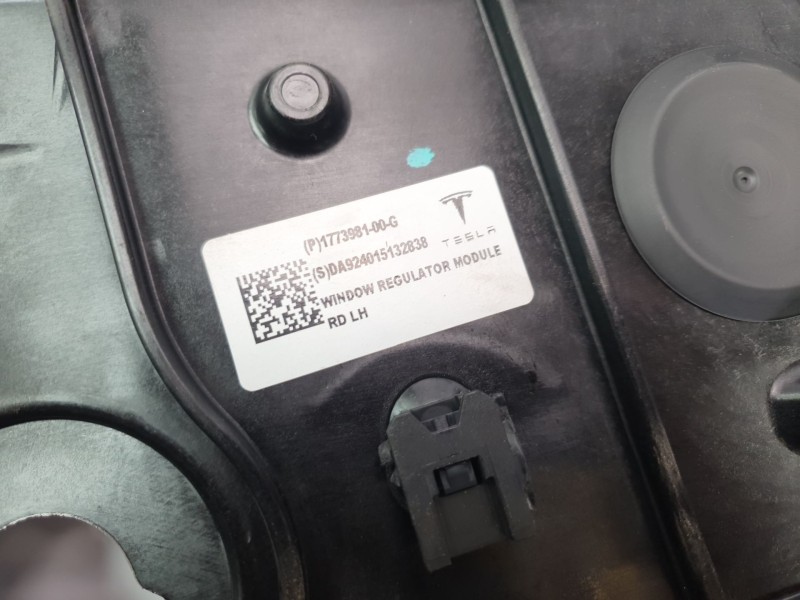 (P)1773981-00-G
(S)DA924015132838
TESLA
WINDOW REGULATOR MODULE
RD LH